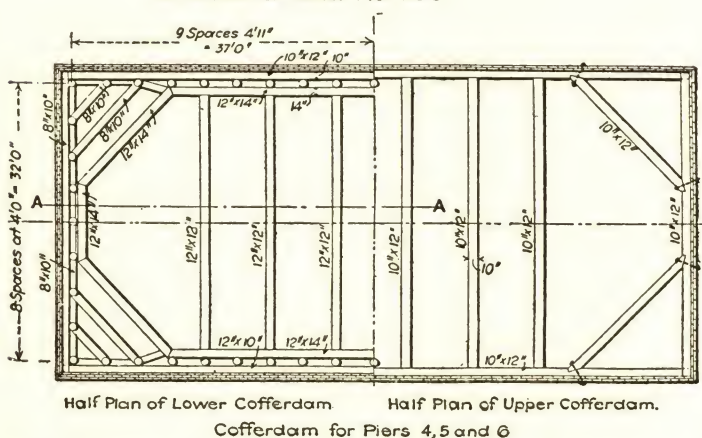 9 Spaces 4'11"
= 37'0"
10"x12" 10"
12"x14" 14"
8"x10"
8"x10"
8"x10"
12"x14"
10"x12"
8 Spaces at 4'0" = 32'0"
A A
12"x14"
12"x12"
12"x12"
12"x12"
10"x12"
10"x12"
10"x12"
10"
10"x12"
8"x10"
12"x10" 12"x14"
10"x12"
Half Plan of Lower Cofferdam Half Plan of Upper Cofferdam.
Cofferdam for Piers 4, 5 and 6